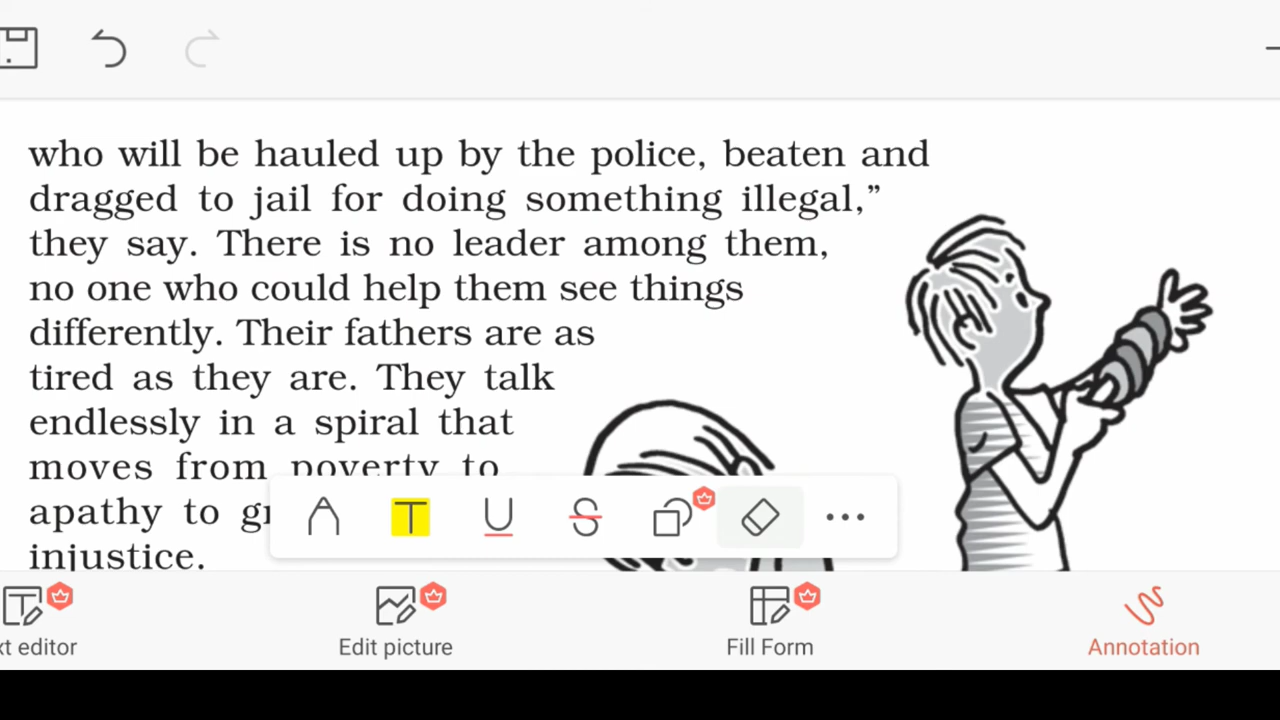 who will be hauled up by the police, beaten and
dragged to jail for doing something illegal,”
they say. There is no leader among them,
no one who could help them see things
differently. Their fathers are as
tired as they are. They talk
endlessly in a spiral that
moves from poverty to
apathy to
injustice.
editor
Edit picture
Fill Form
Annotation